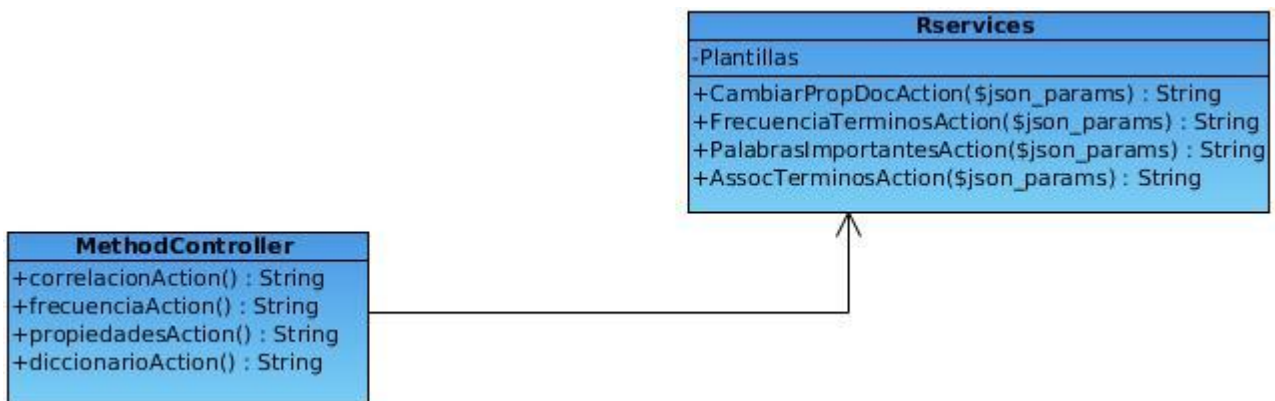 Rservices
-Plantillas
+CambiarPropDocAction($json_params) : String
+FrecuenciaTerminosAction($json_params) : String
+PalabrasImportantesAction($json_params) : String
+AssocTerminosAction($json_params) : String
MethodController
+correlacionAction() : String
+frecuenciaAction() : String
+propiedadesAction() : String
+diccionarioAction() : String